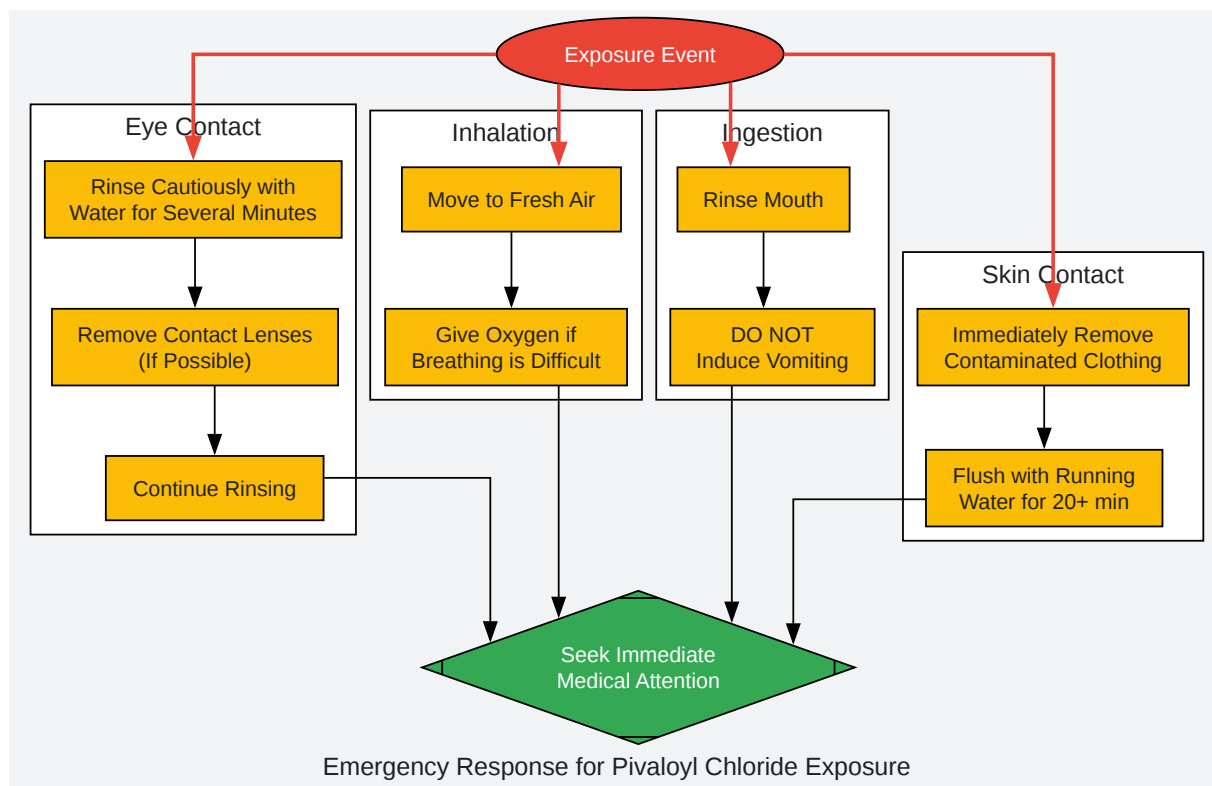 Exposure Event
Eye Contact
Rinse Cautiously with
Water for Several Minutes
Remove Contact Lenses
(If Possible)
Continue Rinsing
Inhalation
Move to Fresh Air
Give Oxygen if
Breathing is Difficult
Ingestion
Rinse Mouth
DO NOT
Induce Vomiting
Skin Contact
Immediately Remove
Contaminated Clothing
Flush with Running
Water for 20+ min
Seek Immediate
Medical Attention
Emergency Response for Pivaloyl Chloride Exposure